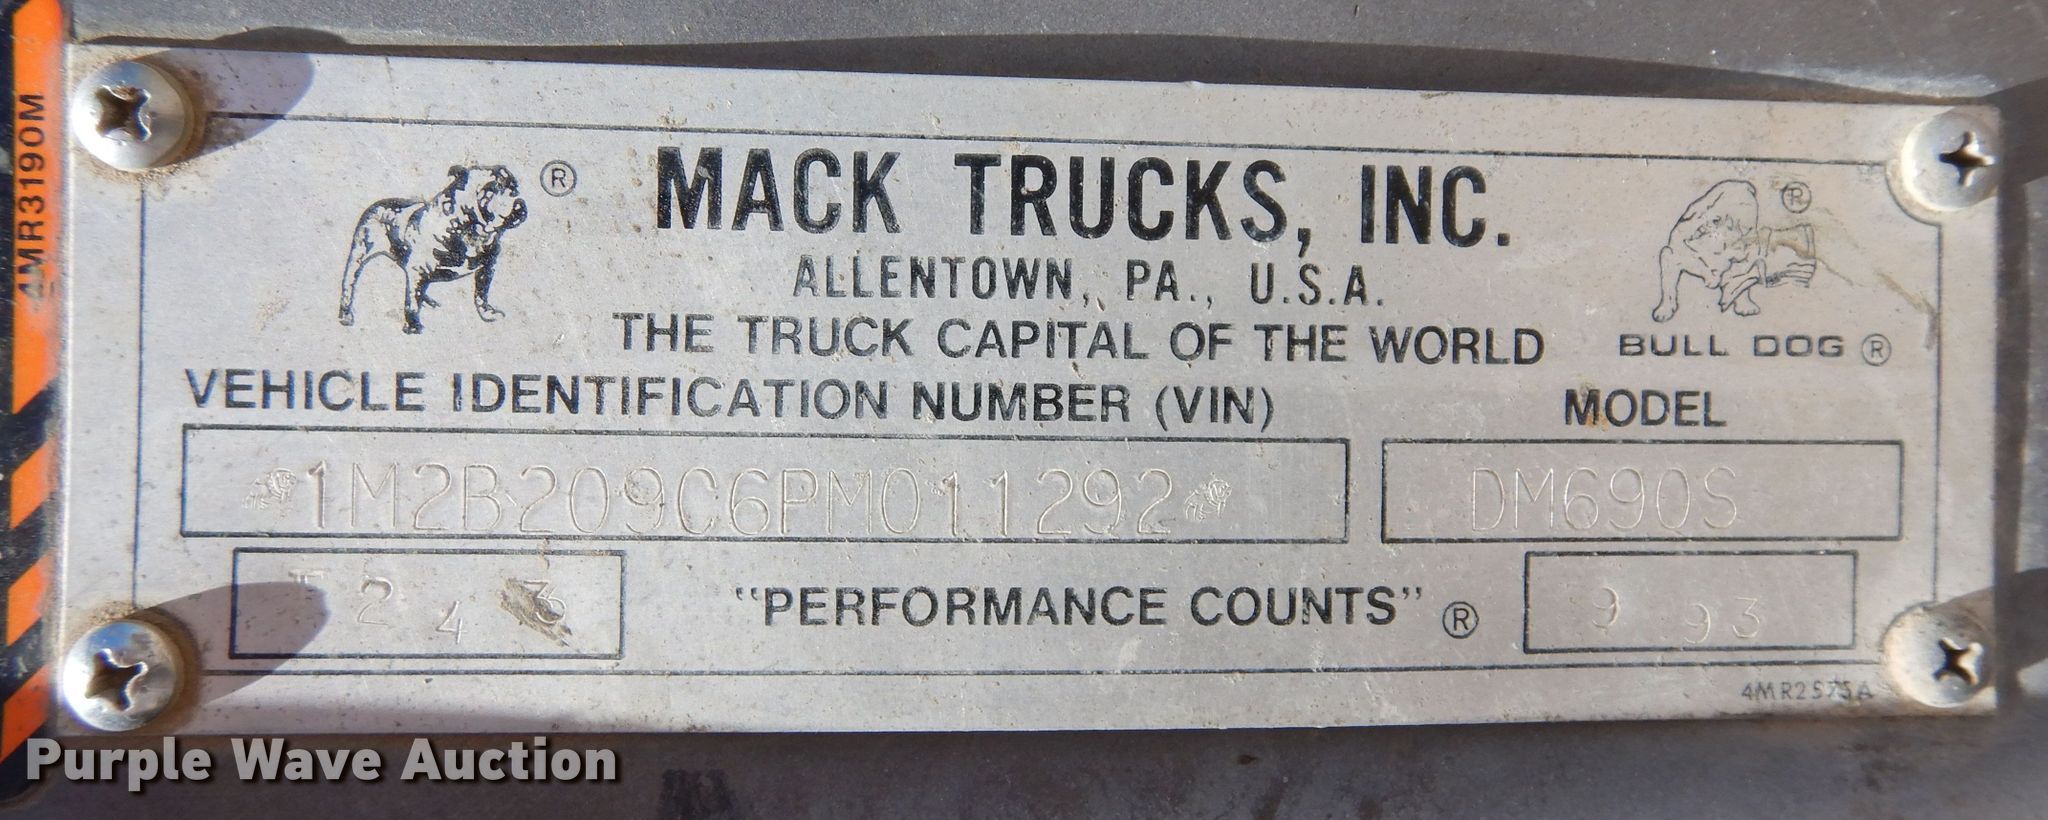 4MR3190M
® MACK TRUCKS, INC. ®
ALLENTOWN, PA., U.S.A.
THE TRUCK CAPITAL OF THE WORLD
BULL DOG ®
VEHICLE IDENTIFICATION NUMBER (VIN)
MODEL
1M2B209C6PM011292
DM690S
T 2 4 3
"PERFORMANCE COUNTS" ®
9 93
4MR2575A
Purple Wave Auction